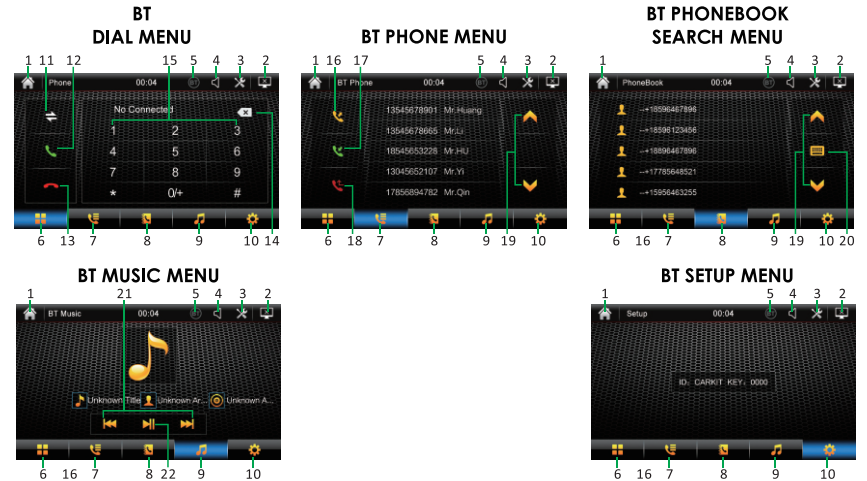 BT
DIAL MENU
BT PHONE MENU
BT PHONEBOOK
SEARCH MENU
1 11 12 15 5 4 3 2
Phone 00:04 BT
No Connected
1 2 3
4 5 6
7 8 9
* 0/+ #
6 13 7 8 9 10 14
1 16 17 5 4 3 2
BT Phone 00:04 BT
13545678901 Mr.Huang
13545678665 Mr.Li
18545653228 Mr.HU
13045652107 Mr.Yi
17856894782 Mr.Qin
6 18 7 8 9 19 10
1 5 4 3 2
PhoneBook 00:04 BT
--+18596467896
--+18596123456
--+18896467896
--+17785648521
--+15956463255
6 16 7 8 9 19 10 20
BT MUSIC MENU
1 21 5 4 3 2
BT Music 00:04 BT
Unknown Title Unknown Ar... Unknown A...
6 16 7 8 22 9 10
BT SETUP MENU
1 5 4 3 2
Setup 00:04 BT
ID: CARKIT KEY: 0000
6 16 7 8 9 10